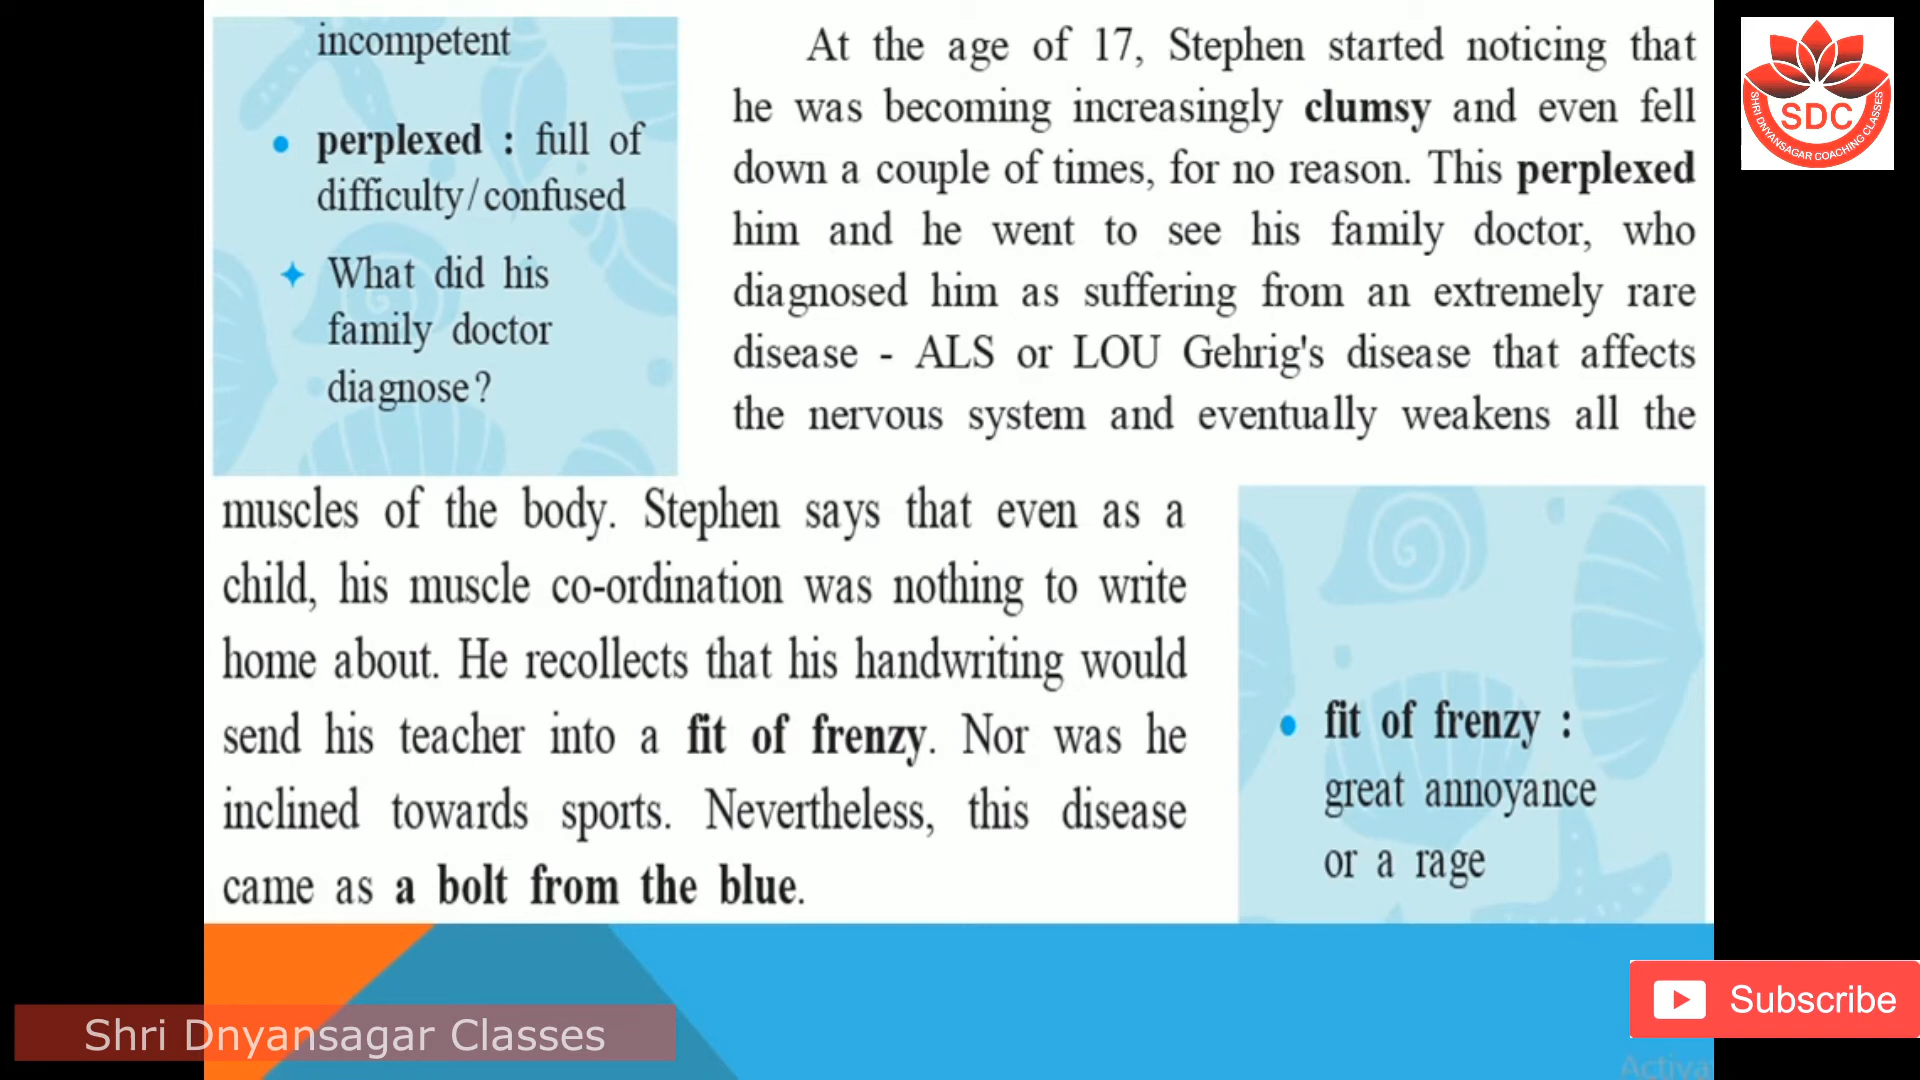 incompetent
• perplexed : full of
difficulty/confused
✦ What did his
family doctor
diagnose?
At the age of 17, Stephen started noticing that
he was becoming increasingly clumsy and even fell
down a couple of times, for no reason. This perplexed
him and he went to see his family doctor, who
diagnosed him as suffering from an extremely rare
disease - ALS or LOU Gehrig's disease that affects
the nervous system and eventually weakens all the
muscles of the body. Stephen says that even as a
child, his muscle co-ordination was nothing to write
home about. He recollects that his handwriting would
send his teacher into a fit of frenzy. Nor was he
inclined towards sports. Nevertheless, this disease
came as a bolt from the blue.
• fit of frenzy :
great annoyance
or a rage
SDC
SHRI DNYANSAGAR COACHING CLASSES
Shri Dnyansagar Classes
Subscribe
Activa